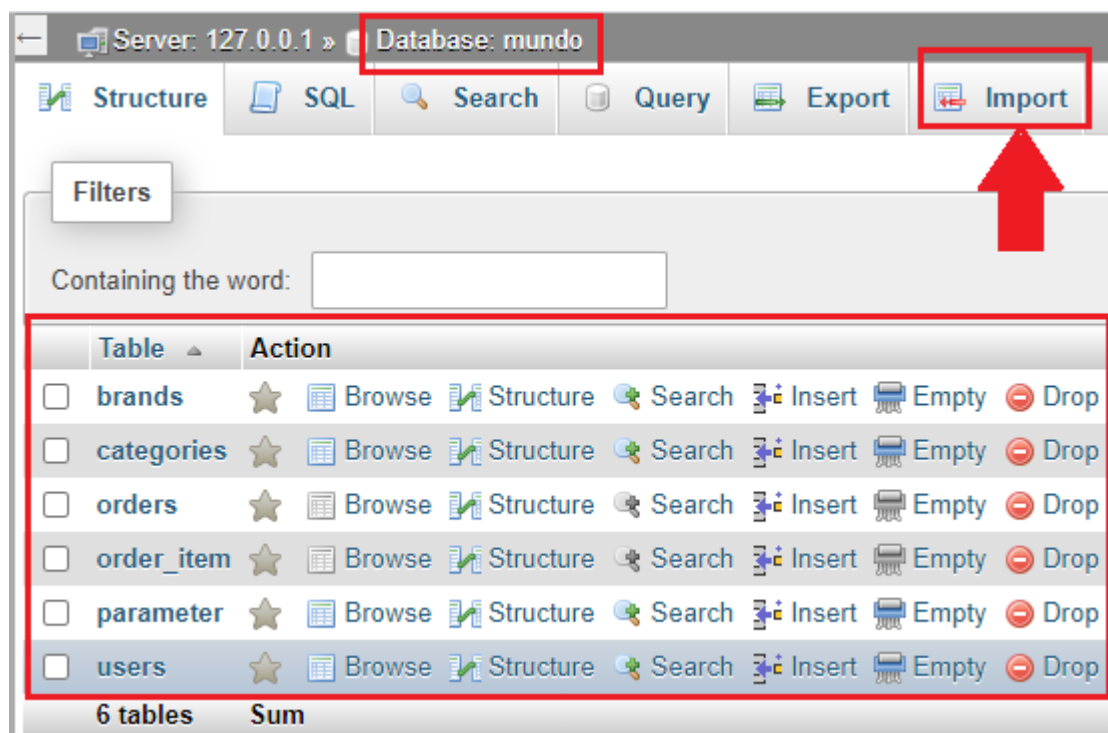 ← Server: 127.0.0.1 » Database: mundo
Structure SQL Search Query Export Import
Filters
Containing the word:
Table Action
brands Browse Structure Search Insert Empty Drop
categories Browse Structure Search Insert Empty Drop
orders Browse Structure Search Insert Empty Drop
order_item Browse Structure Search Insert Empty Drop
parameter Browse Structure Search Insert Empty Drop
users Browse Structure Search Insert Empty Drop
6 tables Sum